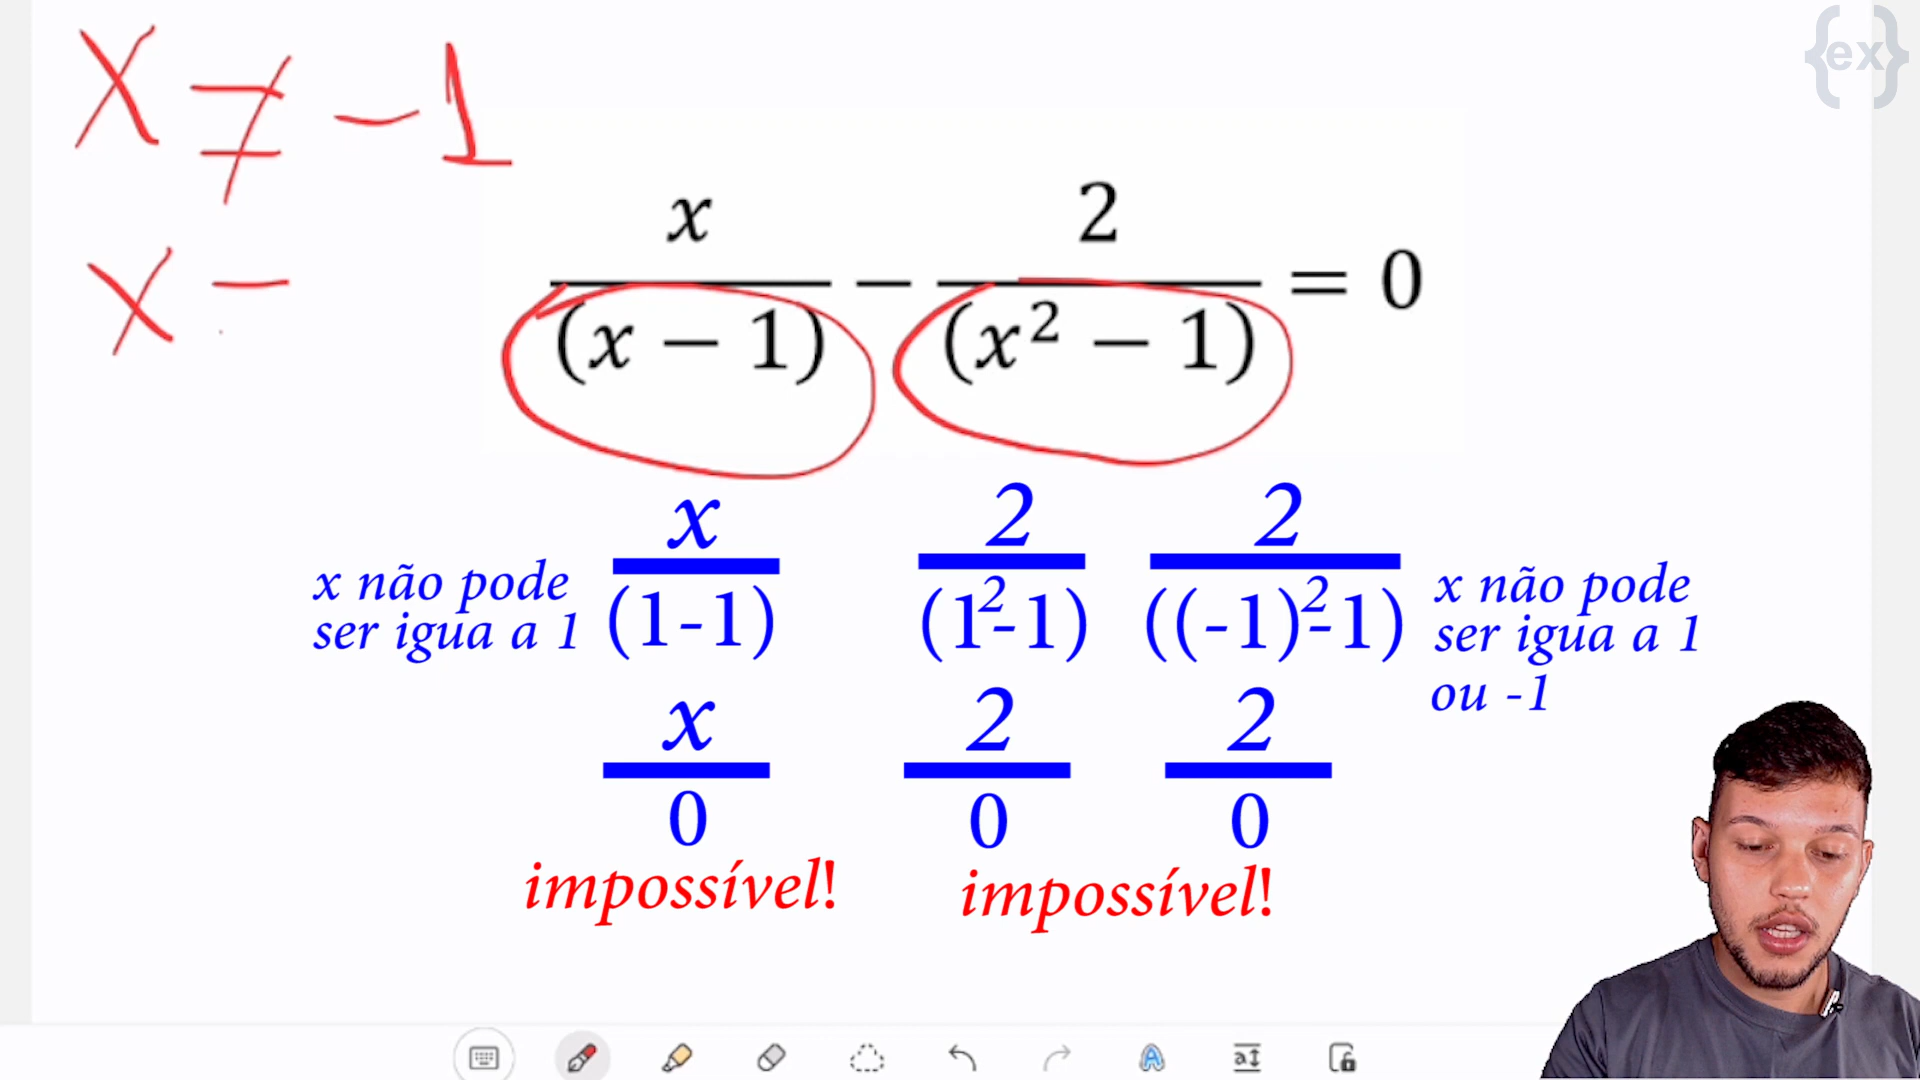 {ex}
x ≠ -1
x =
x/(x − 1) − 2/(x² − 1) = 0
x não pode
ser igua a 1
x/(1-1)
2/(1²-1)
2/((-1)²-1)
x não pode
ser igua a 1
ou -1
x/0
2/0
2/0
impossível!
impossível!